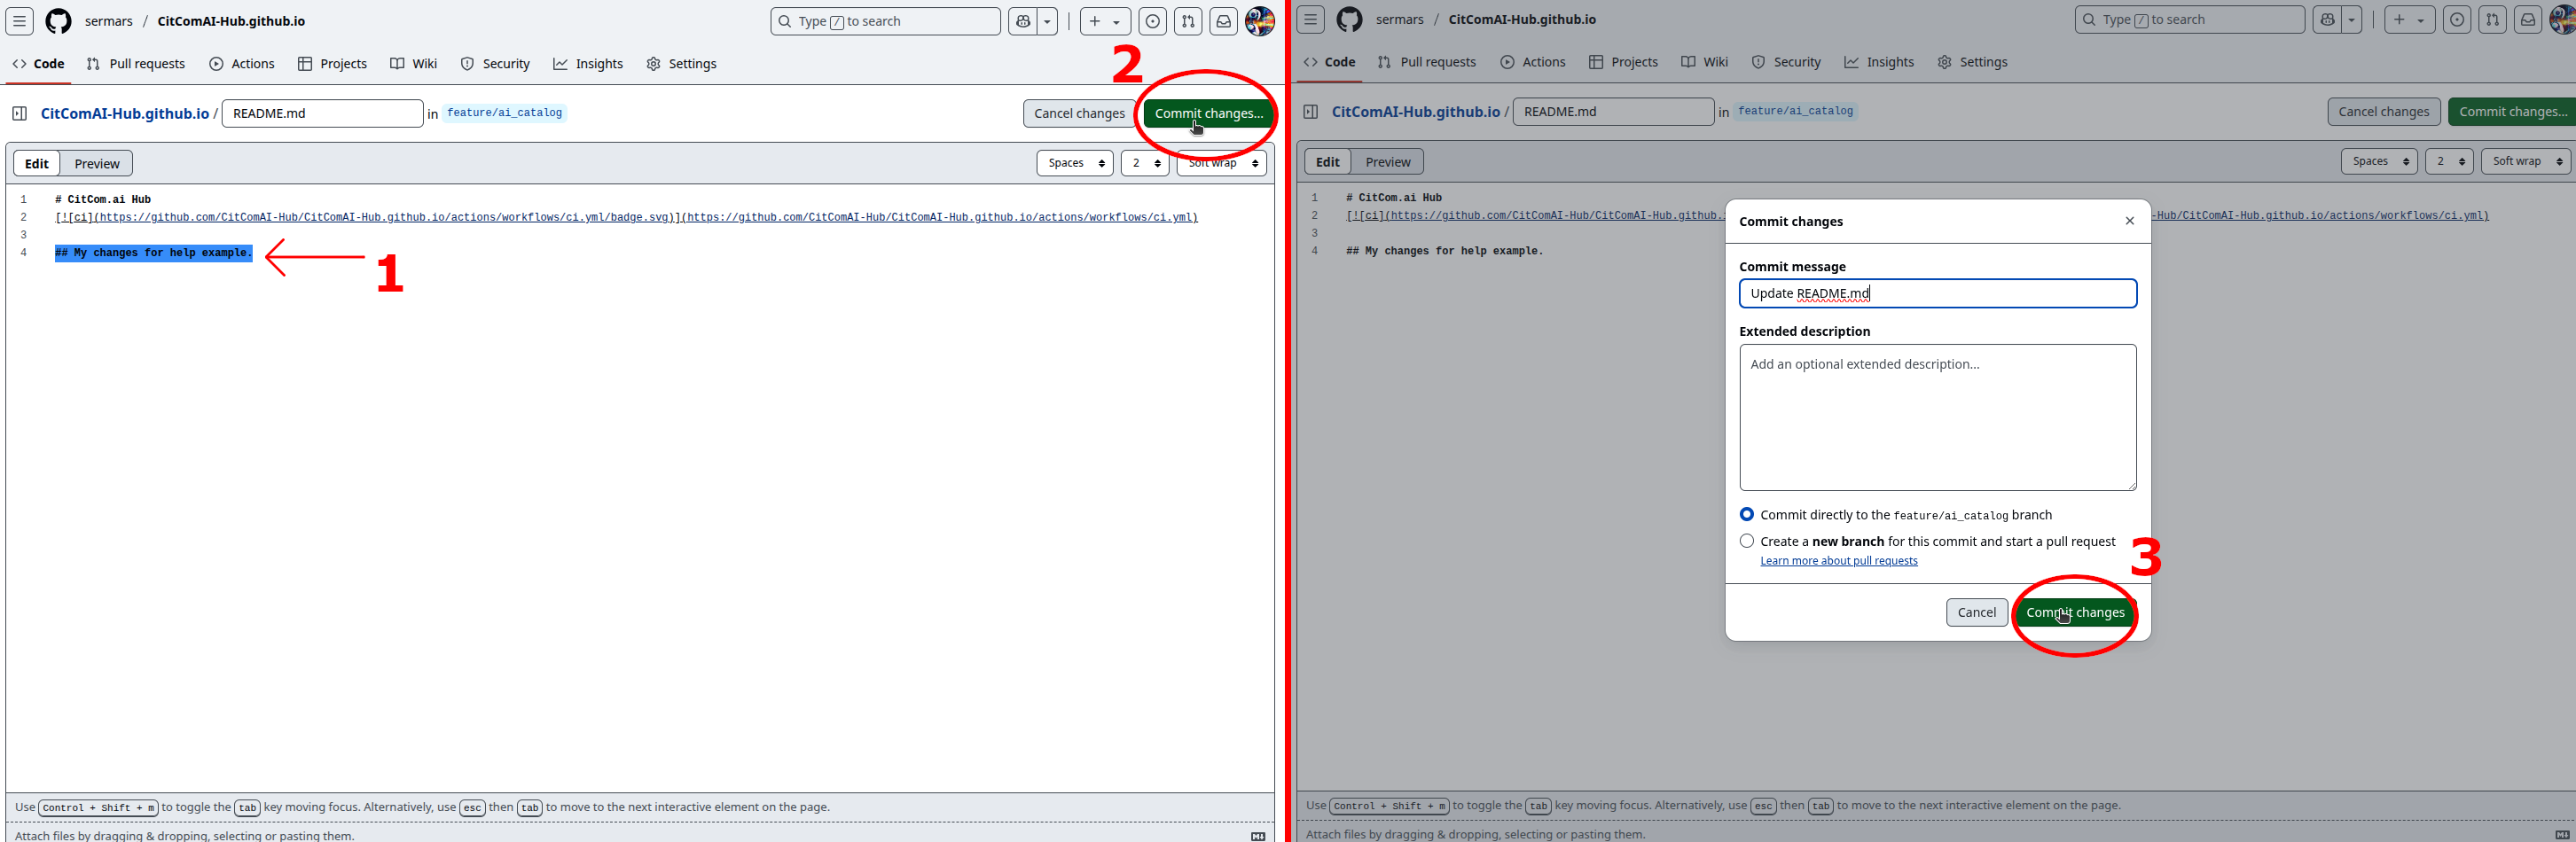 sermars / CitComAI-Hub.github.io
Type / to search
Code Pull requests Actions Projects Wiki Security Insights Settings
2
CitComAI-Hub.github.io / README.md in feature/ai_catalog
Cancel changes Commit changes...
Edit Preview
Spaces 2 Soft wrap
1 # CitCom.ai Hub
2 [![ci](https://github.com/CitComAI-Hub/CitComAI-Hub.github.io/actions/workflows/ci.yml/badge.svg)](https://github.com/CitComAI-Hub/CitComAI-Hub.github.io/actions/workflows/ci.yml)
3
4 ## My changes for help example.
1
Use Control + Shift + m to toggle the tab key moving focus. Alternatively, use esc then tab to move to the next interactive element on the page.
Attach files by dragging & dropping, selecting or pasting them.
sermars / CitComAI-Hub.github.io
Type / to search
Code Pull requests Actions Projects Wiki Security Insights Settings
CitComAI-Hub.github.io / README.md in feature/ai_catalog
Cancel changes Commit changes...
Edit Preview
Spaces 2 Soft wrap
1 # CitCom.ai Hub
2 [![ci](https://github.com/CitComAI-Hub/CitComAI-Hub.github. -Hub/CitComAI-Hub.github.io/actions/workflows/ci.yml)
3
4 ## My changes for help example.
Commit changes
Commit message
Update README.md
Extended description
Add an optional extended description...
Commit directly to the feature/ai_catalog branch
Create a new branch for this commit and start a pull request
Learn more about pull requests
3
Cancel Commit changes
Use Control + Shift + m to toggle the tab key moving focus. Alternatively, use esc then tab to move to the next interactive element on the page.
Attach files by dragging & dropping, selecting or pasting them.